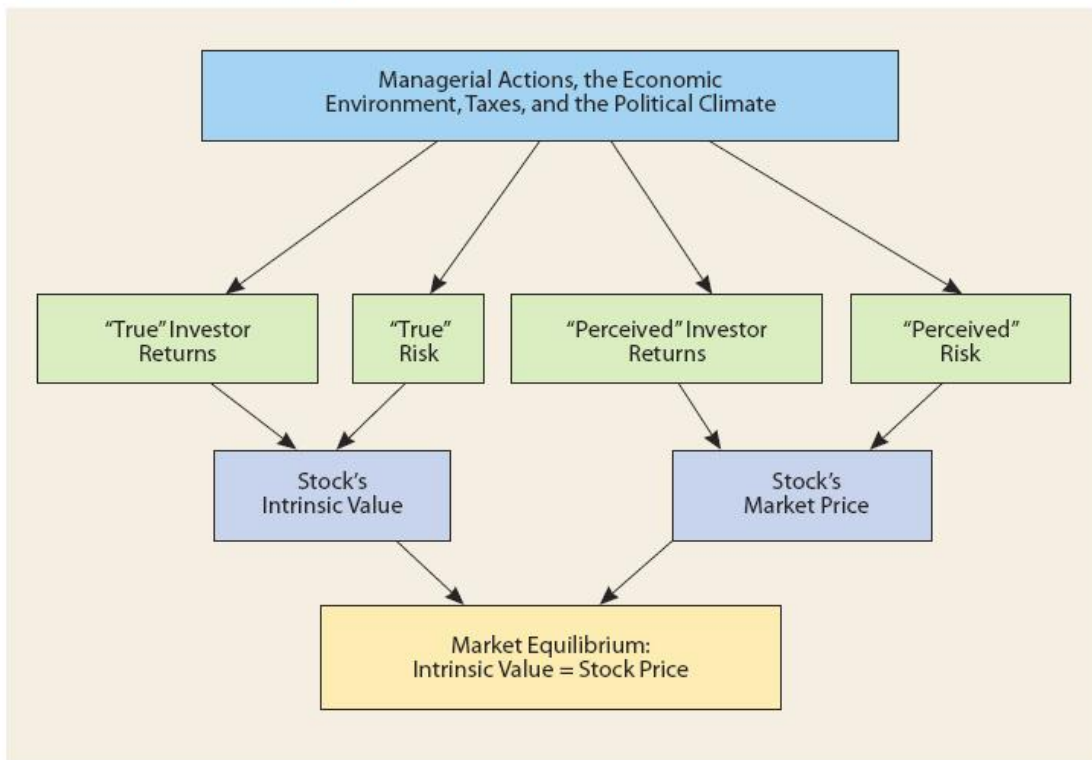 Managerial Actions, the Economic
Environment, Taxes, and the Political Climate
“True” Investor
Returns
“True”
Risk
“Perceived” Investor
Returns
“Perceived”
Risk
Stock’s
Intrinsic Value
Stock’s
Market Price
Market Equilibrium:
Intrinsic Value = Stock Price